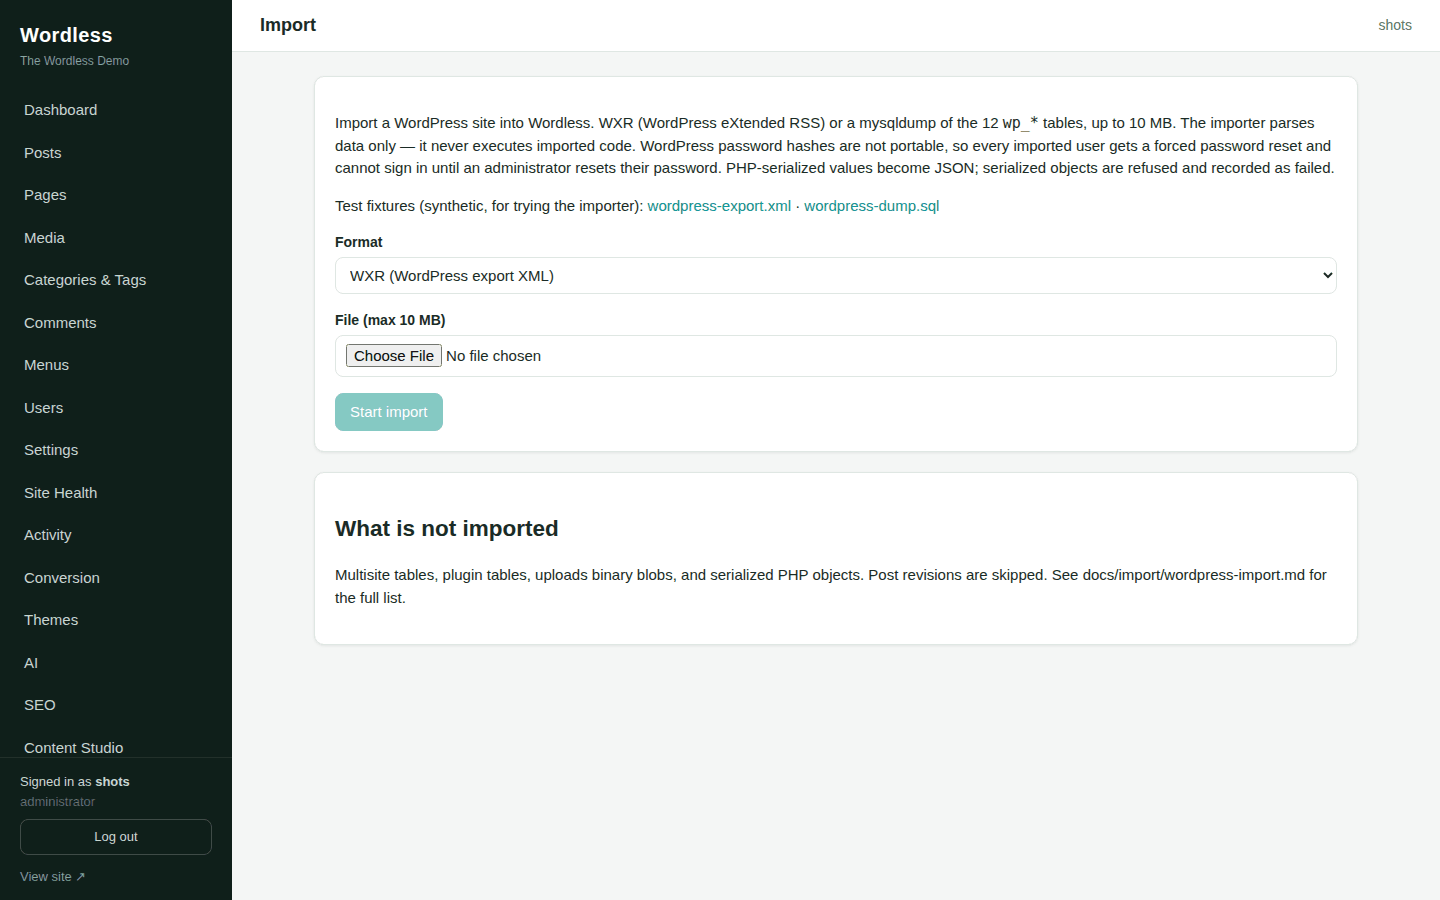 Wordless
The Wordless Demo
Dashboard
Posts
Pages
Media
Categories & Tags
Comments
Menus
Users
Settings
Site Health
Activity
Conversion
Themes
AI
SEO
Content Studio
Signed in as shots
administrator
Log out
View site ↗
Import
shots
Import a WordPress site into Wordless. WXR (WordPress eXtended RSS) or a mysqldump of the 12 wp_* tables, up to 10 MB. The importer parses
data only — it never executes imported code. WordPress password hashes are not portable, so every imported user gets a forced password reset and
cannot sign in until an administrator resets their password. PHP-serialized values become JSON; serialized objects are refused and recorded as failed.
Test fixtures (synthetic, for trying the importer): wordpress-export.xml · wordpress-dump.sql
Format
WXR (WordPress export XML)
File (max 10 MB)
Choose File No file chosen
Start import
What is not imported
Multisite tables, plugin tables, uploads binary blobs, and serialized PHP objects. Post revisions are skipped. See docs/import/wordpress-import.md for
the full list.